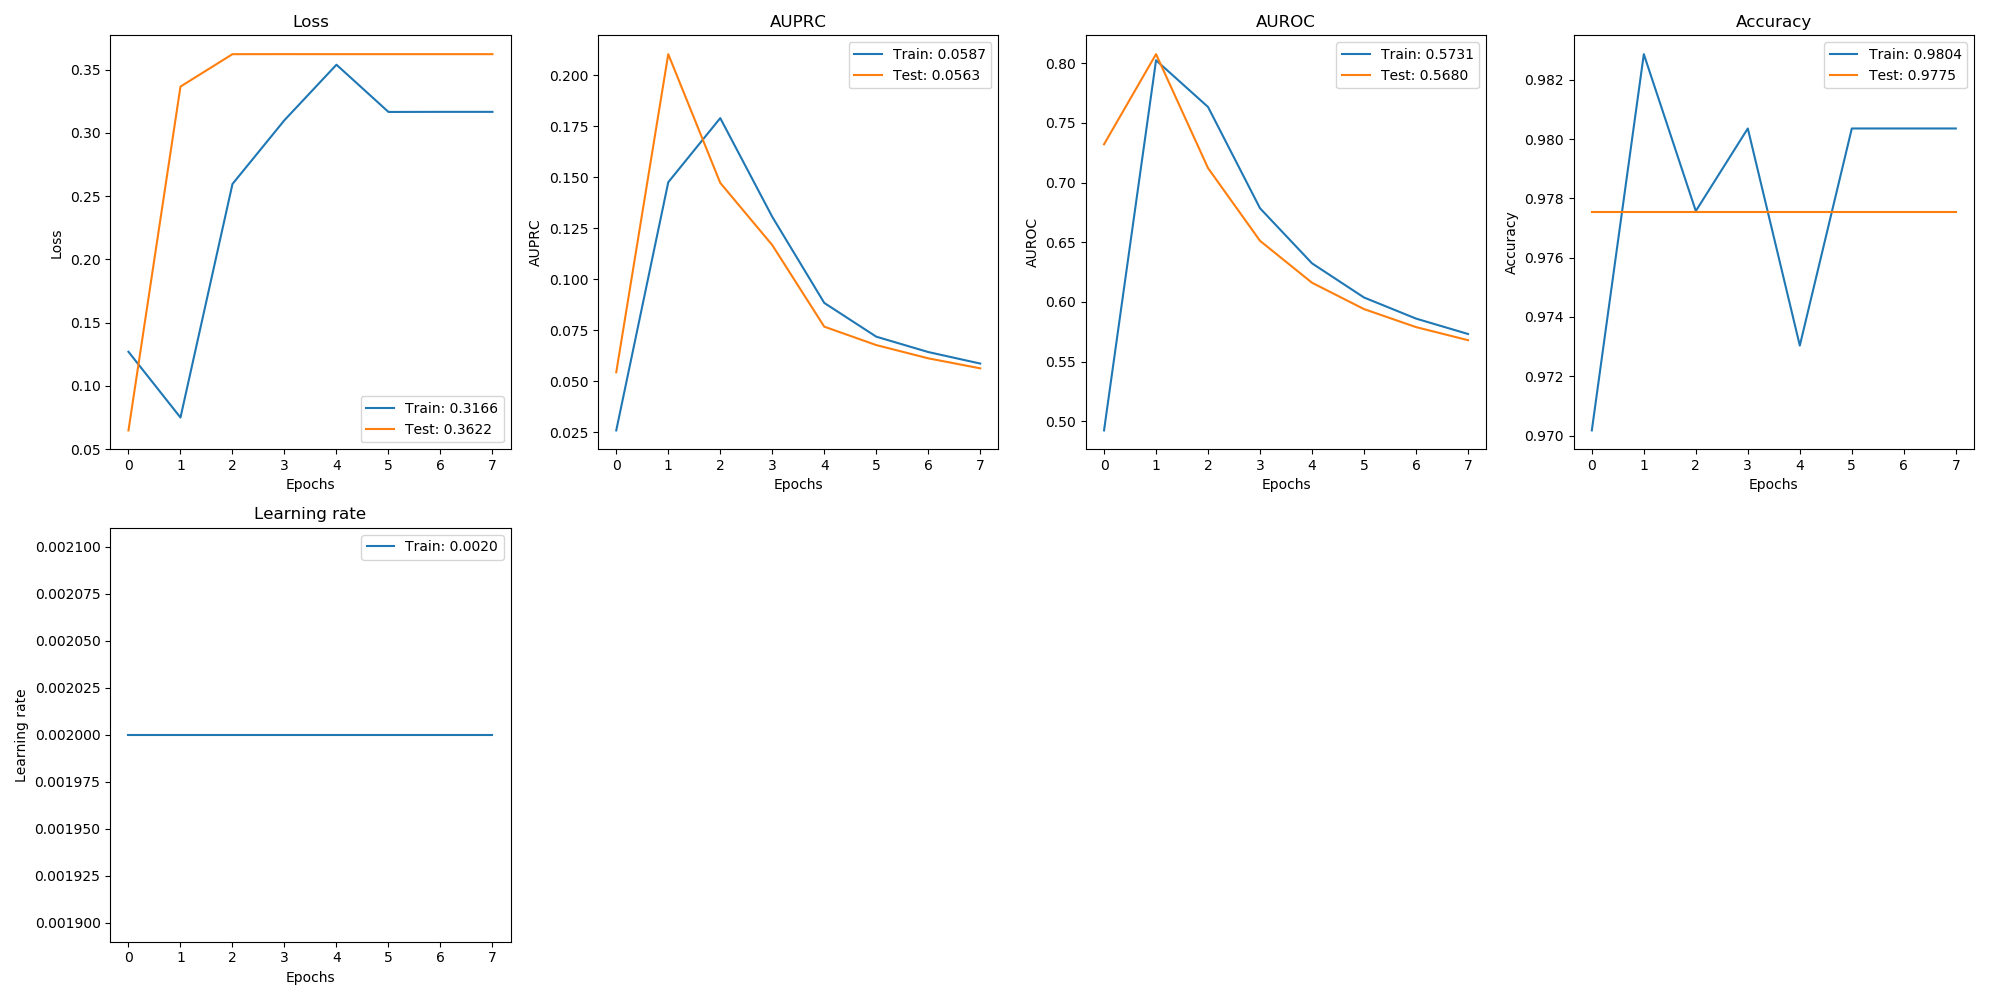 Loss
0.35
0.30
0.25
0.20
0.15
0.10
0.05
Loss
Train: 0.3166
Test: 0.3622
0 1 2 3 4 5 6 7
Epochs
AUPRC
0.200
0.175
0.150
0.125
0.100
0.075
0.050
0.025
AUPRC
Train: 0.0587
Test: 0.0563
0 1 2 3 4 5 6 7
Epochs
AUROC
0.80
0.75
0.70
0.65
0.60
0.55
0.50
AUROC
Train: 0.5731
Test: 0.5680
0 1 2 3 4 5 6 7
Epochs
Accuracy
0.982
0.980
0.978
0.976
0.974
0.972
0.970
Accuracy
Train: 0.9804
Test: 0.9775
0 1 2 3 4 5 6 7
Epochs
Learning rate
0.002100
0.002075
0.002050
0.002025
0.002000
0.001975
0.001950
0.001925
0.001900
Learning rate
Train: 0.0020
0 1 2 3 4 5 6 7
Epochs